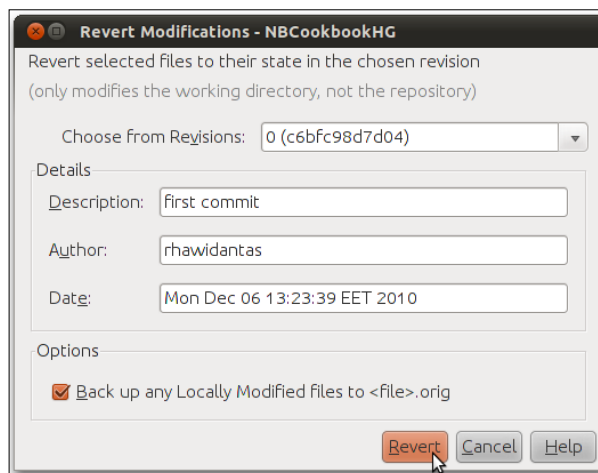 Revert Modifications - NBCookbookHG
Revert selected files to their state in the chosen revision
(only modifies the working directory, not the repository)
Choose from Revisions: 0 (c6bfc98d7d04)
Details
Description: first commit
Author: rhawidantas
Date: Mon Dec 06 13:23:39 EET 2010
Options
Back up any Locally Modified files to <file>.orig
Revert Cancel Help